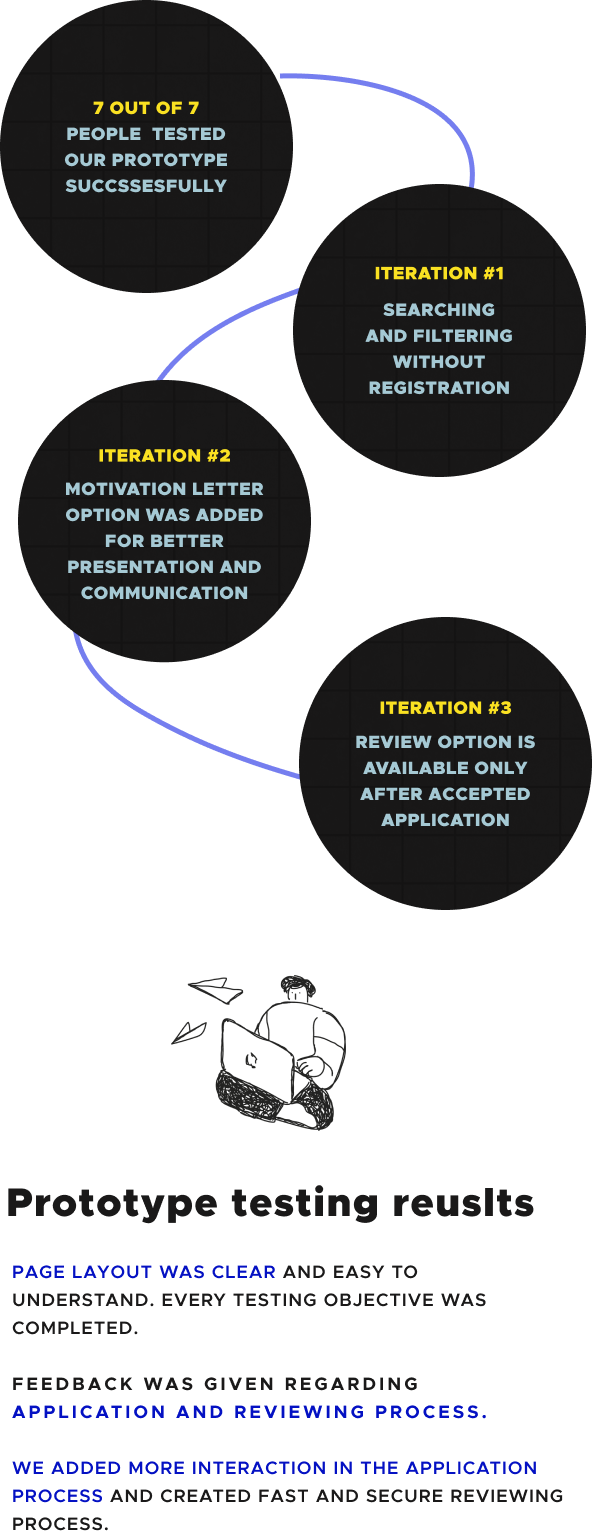 7 OUT OF 7
PEOPLE TESTED
OUR PROTOTYPE
SUCCSSESFULLY
ITERATION #1
SEARCHING
AND FILTERING
WITHOUT
REGISTRATION
ITERATION #2
MOTIVATION LETTER
OPTION WAS ADDED
FOR BETTER
PRESENTATION AND
COMMUNICATION
ITERATION #3
REVIEW OPTION IS
AVAILABLE ONLY
AFTER ACCEPTED
APPLICATION
Prototype testing reuslts
PAGE LAYOUT WAS CLEAR AND EASY TO
UNDERSTAND. EVERY TESTING OBJECTIVE WAS
COMPLETED.
FEEDBACK WAS GIVEN REGARDING
APPLICATION AND REVIEWING PROCESS.
WE ADDED MORE INTERACTION IN THE APPLICATION
PROCESS AND CREATED FAST AND SECURE REVIEWING
PROCESS.